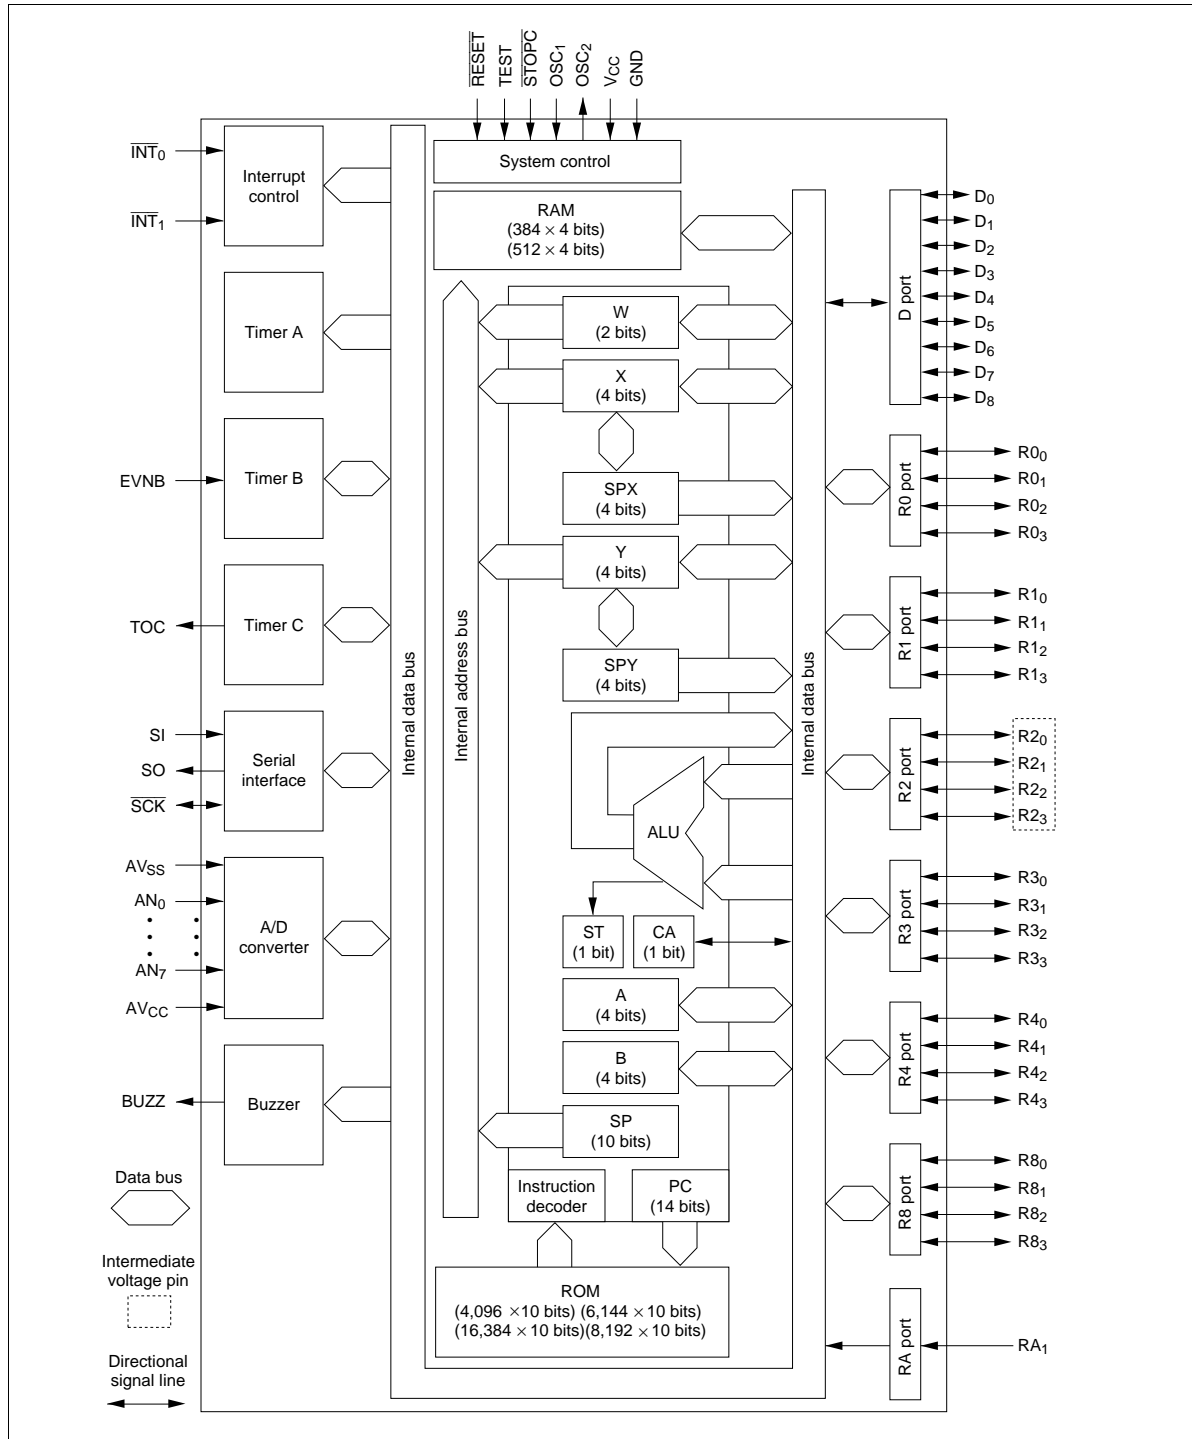 RESET
TEST
STOPC
OSC1
OSC2
VCC
GND
System control
INT0
INT1
Interrupt
control
RAM
(384 × 4 bits)
(512 × 4 bits)
Timer A
EVNB
Timer B
TOC
Timer C
SI
SO
SCK
Serial
interface
AVSS
AN0
AN7
AVCC
A/D
converter
BUZZ
Buzzer
Internal data bus
Internal address bus
W
(2 bits)
X
(4 bits)
SPX
(4 bits)
Y
(4 bits)
SPY
(4 bits)
ALU
ST
(1 bit)
CA
(1 bit)
A
(4 bits)
B
(4 bits)
SP
(10 bits)
Instruction
decoder
PC
(14 bits)
ROM
(4,096 ×10 bits) (6,144 × 10 bits)
(16,384 × 10 bits)(8,192 × 10 bits)
Internal data bus
D port
D0
D1
D2
D3
D4
D5
D6
D7
D8
R0 port
R00
R01
R02
R03
R1 port
R10
R11
R12
R13
R2 port
R20
R21
R22
R23
R3 port
R30
R31
R32
R33
R4 port
R40
R41
R42
R43
R8 port
R80
R81
R82
R83
RA port
RA1
Data bus
Intermediate
voltage pin
Directional
signal line